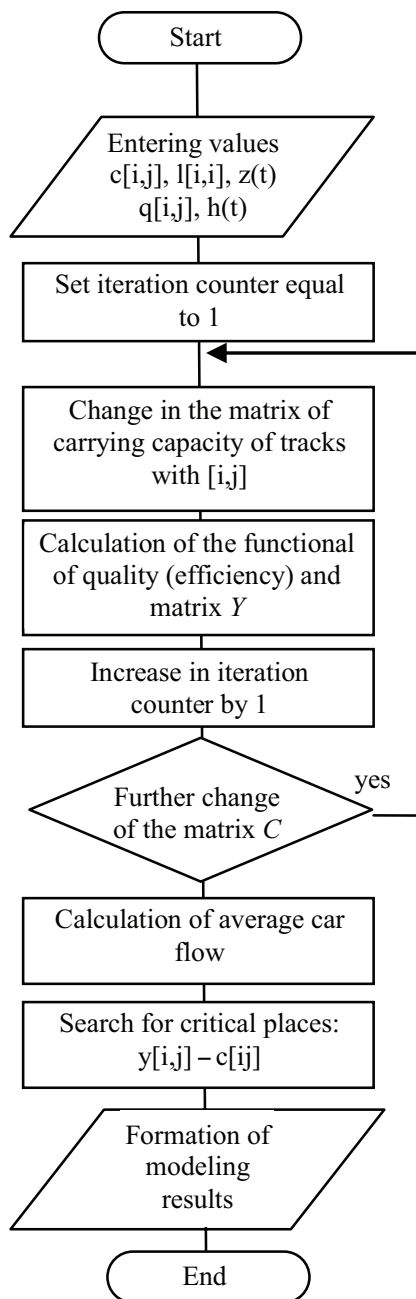 Start
Entering values
c[i,j], l[i,i], z(t)
q[i,j], h(t)
Set iteration counter equal
to 1
Change in the matrix of
carrying capacity of tracks
with [i,j]
Calculation of the functional
of quality (efficiency) and
matrix Y
Increase in iteration
counter by 1
yes
Further change
of the matrix C
Calculation of average car
flow
Search for critical places:
y[i,j] – c[ij]
Formation of
modeling
results
End